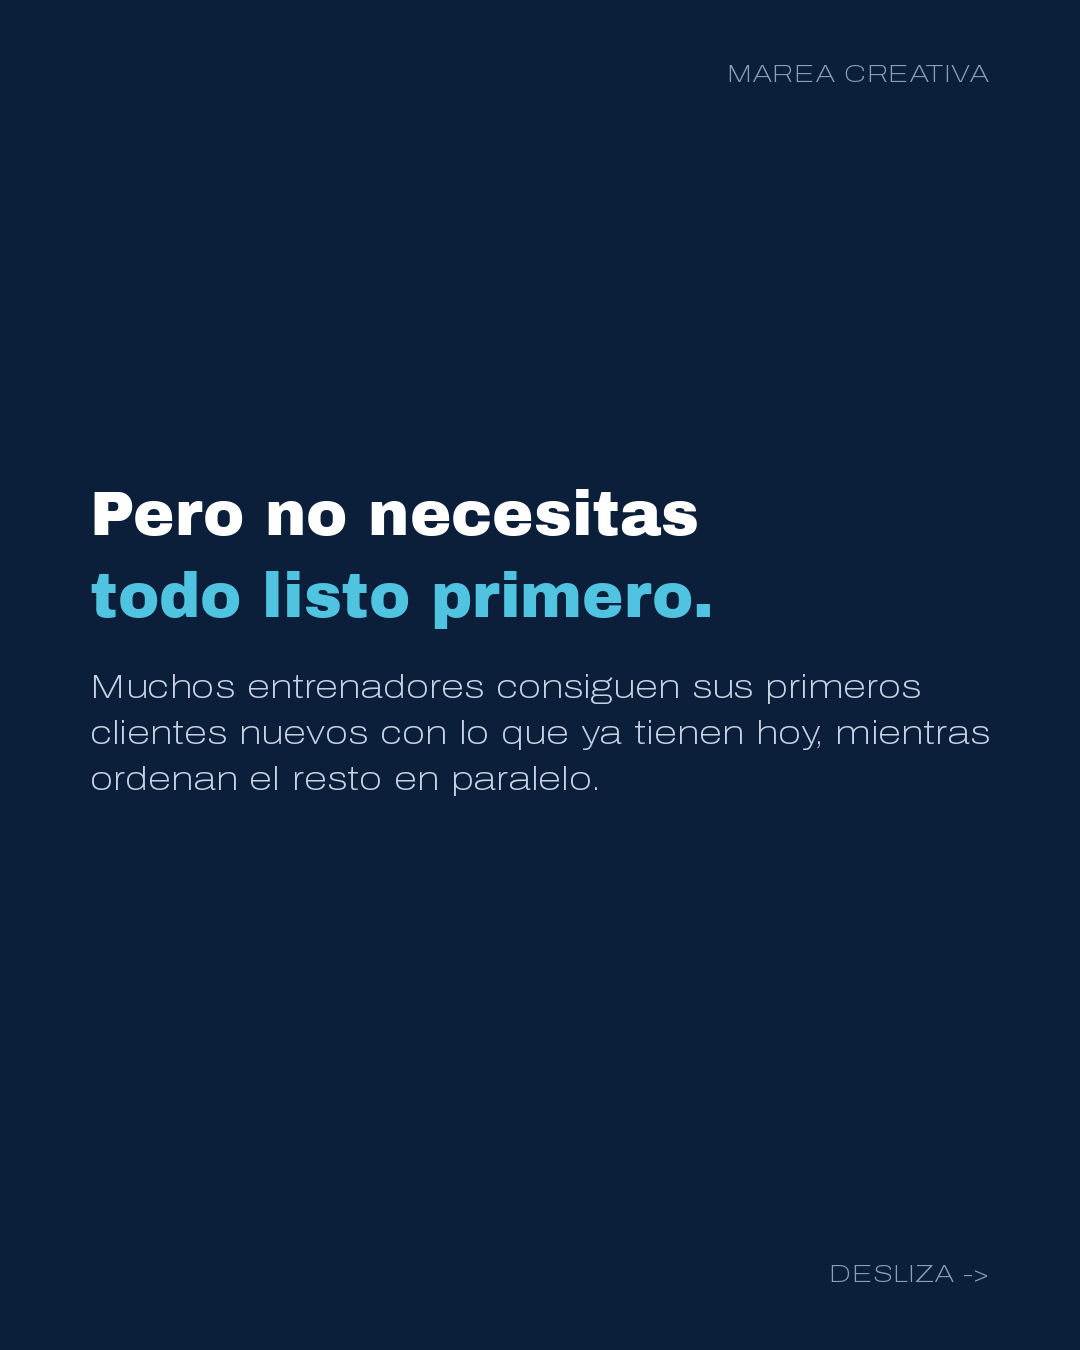 MAREA CREATIVA
Pero no necesitas
todo listo primero.
Muchos entrenadores consiguen sus primeros
clientes nuevos con lo que ya tienen hoy, mientras
ordenan el resto en paralelo.
DESLIZA ->